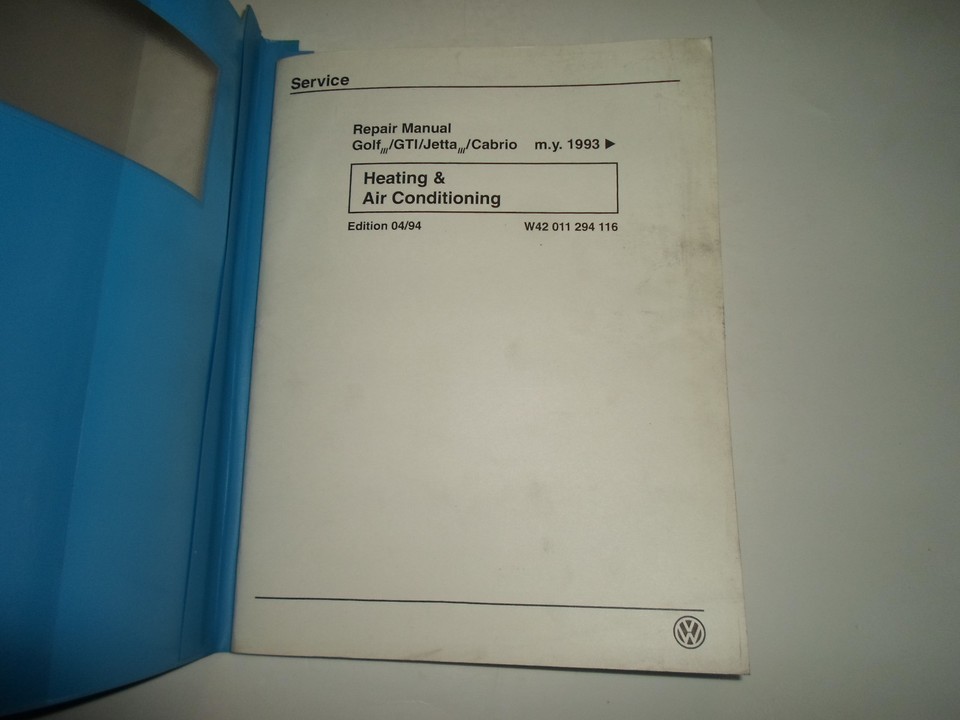 Service
Repair Manual
Golf III/GTI/Jetta III/Cabrio m.y. 1993 ►
Heating &
Air Conditioning
Edition 04/94 W42 011 294 116
VW